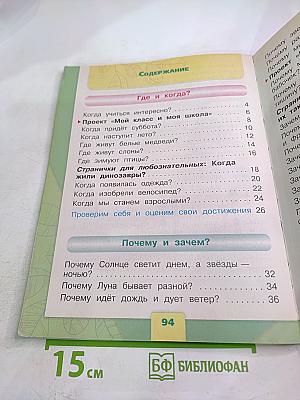 СОДЕРЖАНИЕ
Где и когда?
Когда учиться интересно? 4
Проект «Мой класс и моя школа» 6
Когда придёт суббота? 8
Когда наступит лето? 10
Где живут белые медведи? 12
Где живут слоны? 14
Где зимуют птицы? 16
Странички для любознательных: Когда
жили динозавры? 18
Когда появилась одежда? 20
Когда изобрели велосипед? 22
Когда мы станем взрослыми? 24
Проверим себя и оценим свои достижения 26
Почему и зачем?
Почему Солнце светит днем, а звёзды —
ночью? 32
Почему Луна бывает разной? 34
Почему идёт дождь и дует ветер? 36
94
15 см
БФ БИБЛИОФАН